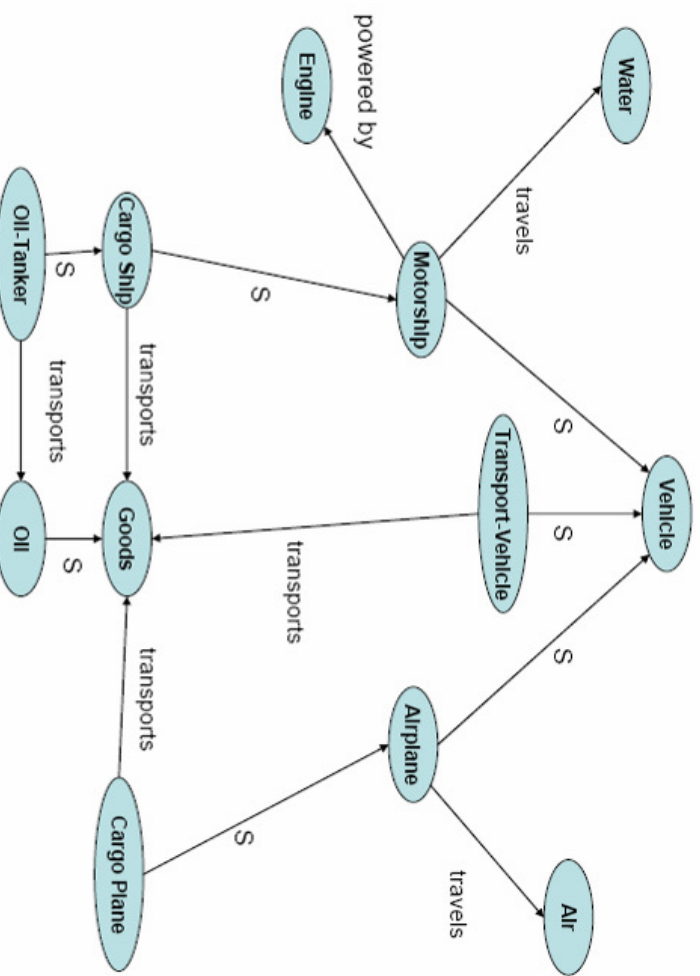 Vehicle
Water
Air
S
S
S
travels
Transport-Vehicle
travels
Motorship
Airplane
powered by
Engine
transports
S
S
Cargo Ship
transports
Goods
transports
Cargo Plane
S
S
transports
Oil-Tanker
Oil